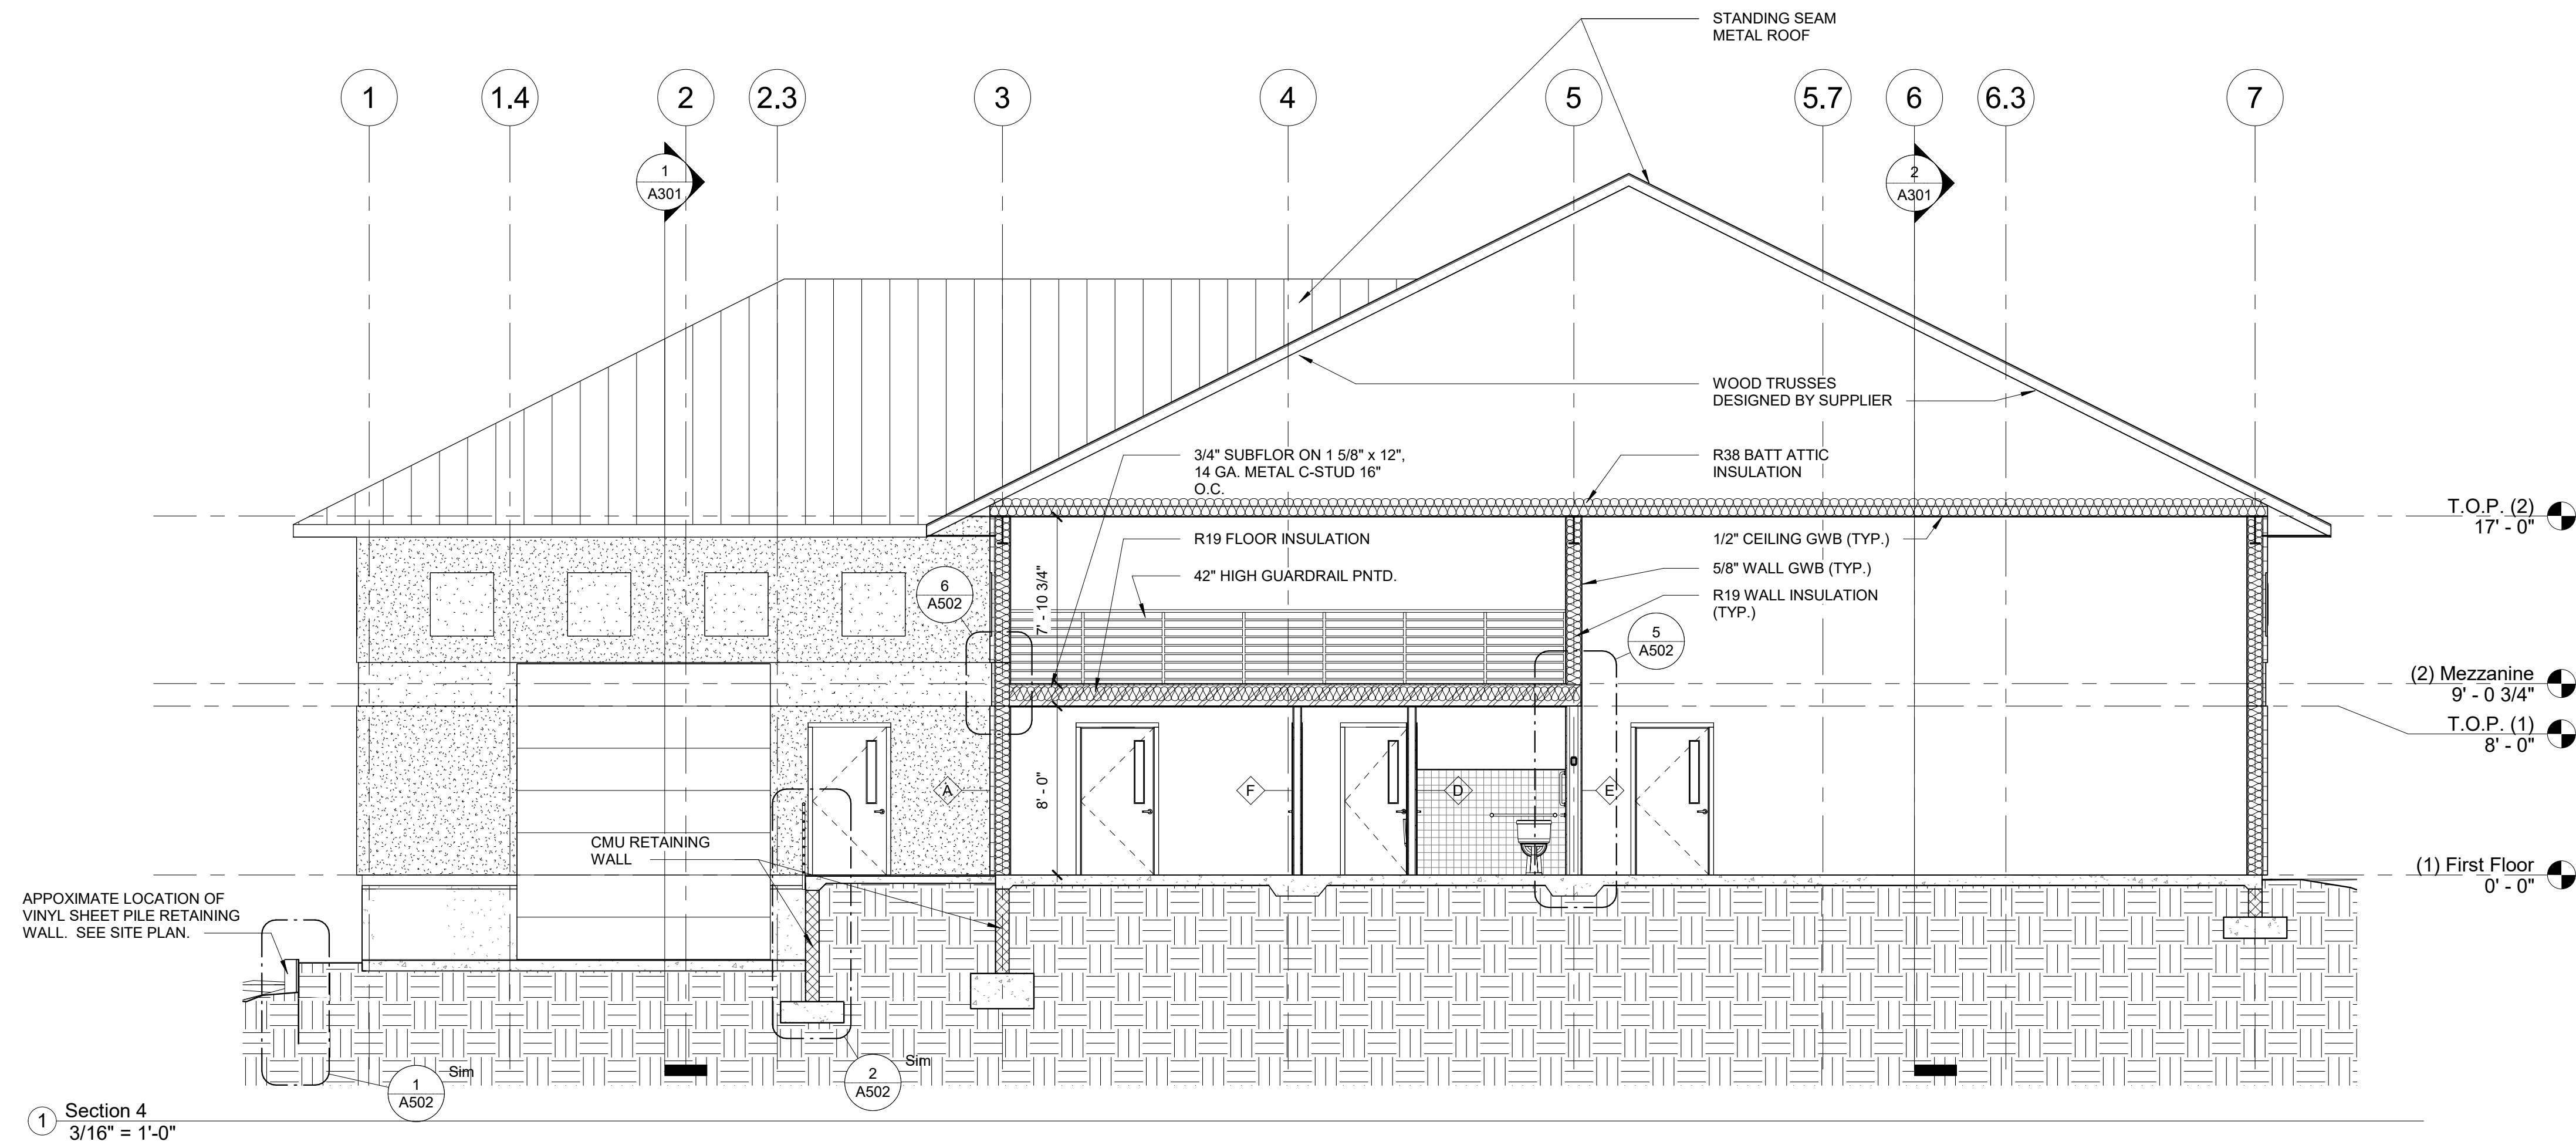 STANDING SEAM
METAL ROOF
1
1.4
2
2.3
3
4
5
5.7
6
6.3
7
1
A301
2
A301
WOOD TRUSSES
DESIGNED BY SUPPLIER
3/4" SUBFLOR ON 1 5/8" x 12",
14 GA. METAL C-STUD 16"
O.C.
R38 BATT ATTIC
INSULATION
T.O.P. (2)
17' - 0"
R19 FLOOR INSULATION
1/2" CEILING GWB (TYP.)
42" HIGH GUARDRAIL PNTD.
5/8" WALL GWB (TYP.)
R19 WALL INSULATION
(TYP.)
6
A502
7' - 10 3/4"
5
A502
(2) Mezzanine
9' - 0 3/4"
T.O.P. (1)
8' - 0"
8' - 0"
A
F
D
E
CMU RETAINING
WALL
(1) First Floor
0' - 0"
APPOXIMATE LOCATION OF
VINYL SHEET PILE RETAINING
WALL. SEE SITE PLAN.
Sim
1
A502
Sim
2
A502
1
Section 4
3/16" = 1'-0"